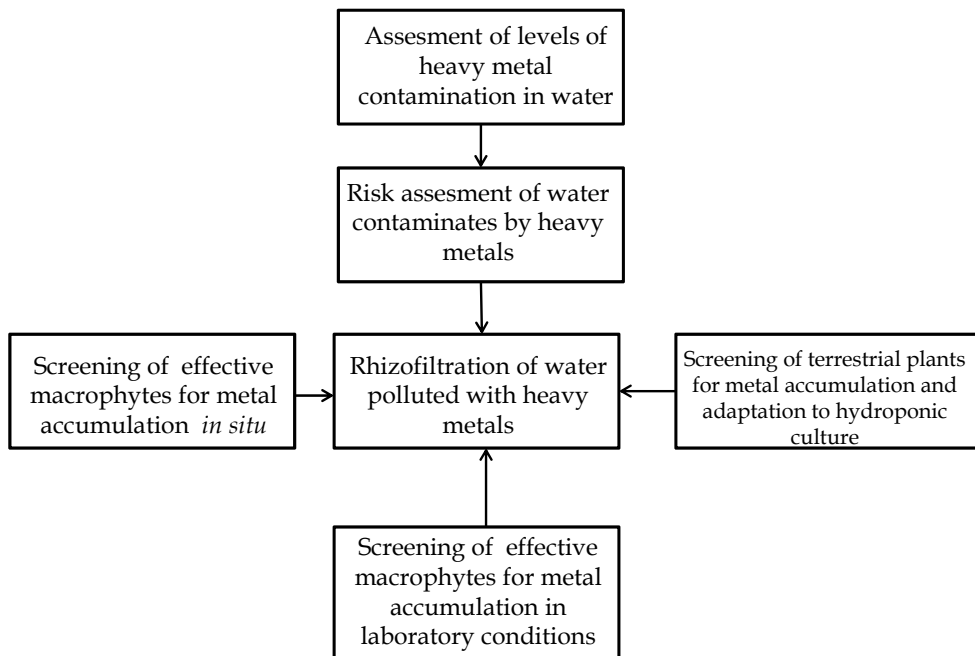 Assesment of levels of
heavy metal
contamination in water
Risk assesment of water
contaminates by heavy
metals
Screening of effective
macrophytes for metal
accumulation in situ
Rhizofiltration of water
polluted with heavy
metals
Screening of terrestrial plants
for metal accumulation and
adaptation to hydroponic
culture
Screening of effective
macrophytes for metal
accumulation in
laboratory conditions